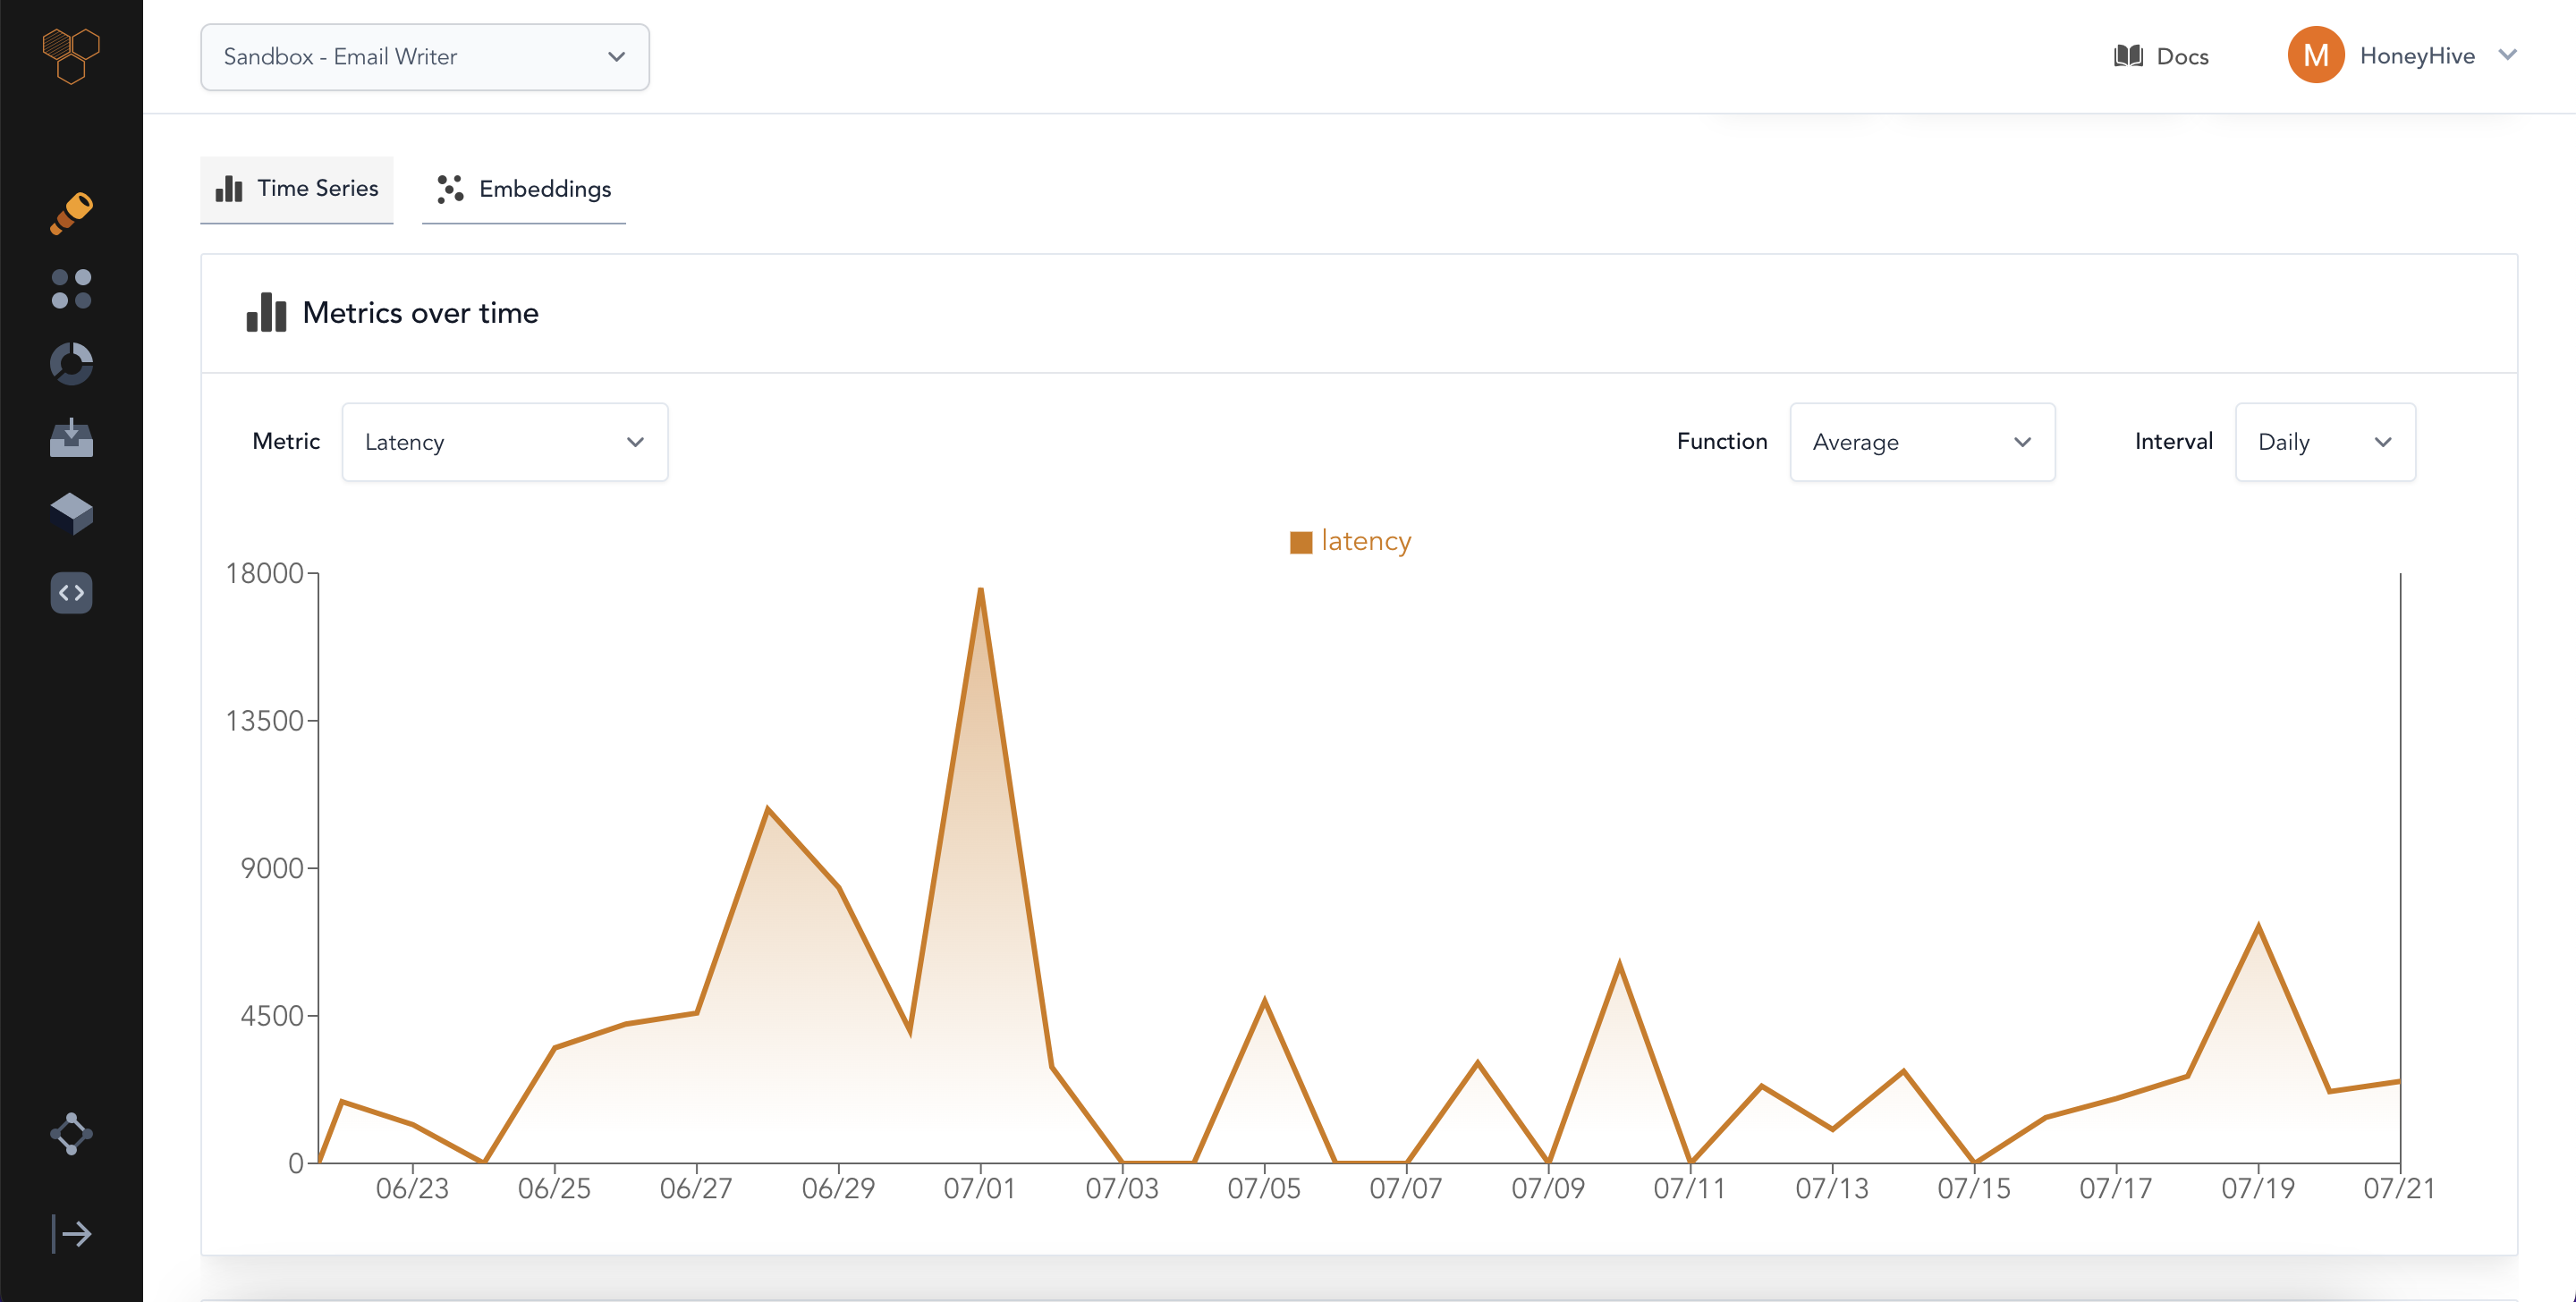 Sandbox - Email Writer
Docs
M
HoneyHive
Time Series
Embeddings
Metrics over time
Metric
Latency
Function
Average
Interval
Daily
latency
18000
13500
9000
4500
0
06/23 06/25 06/27 06/29 07/01 07/03 07/05 07/07 07/09 07/11 07/13 07/15 07/17 07/19 07/21